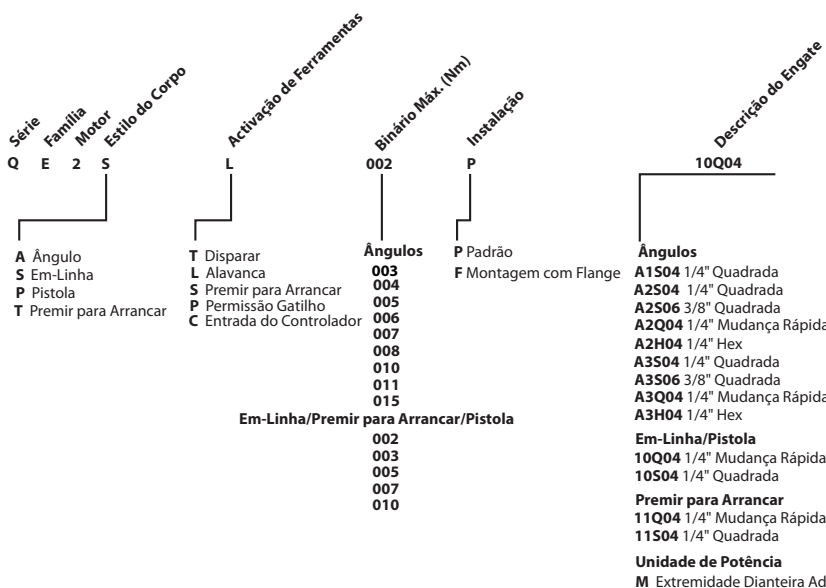 Série
Família
Motor
Estilo do Corpo
Activação de Ferramentas
Binário Máx. (Nm)
Instalação
Descrição do Engate
Q E 2 S L 002 P 10Q04
A Ângulo
S Em-Linha
P Pistola
T Premir para Arrancar
T Disparar
L Alavanca
S Premir para Arrancar
P Permissão Gatilho
C Entrada do Controlador
Ângulos
003
004
005
006
007
008
010
011
015
Em-Linha/Premir para Arrancar/Pistola
002
003
005
007
010
P Padrão
F Montagem com Flange
Ângulos
A1S04 1/4" Quadrada
A2S04 1/4" Quadrada
A2S06 3/8" Quadrada
A2Q04 1/4" Mudança Rápida
A2H04 1/4" Hex
A3S04 1/4" Quadrada
A3S06 3/8" Quadrada
A3Q04 1/4" Mudança Rápida
A3H04 1/4" Hex
Em-Linha/Pistola
10Q04 1/4" Mudança Rápida
10S04 1/4" Quadrada
Premir para Arrancar
11Q04 1/4" Mudança Rápida
11S04 1/4" Quadrada
Unidade de Potência
M Extremidade Dianteira Ad